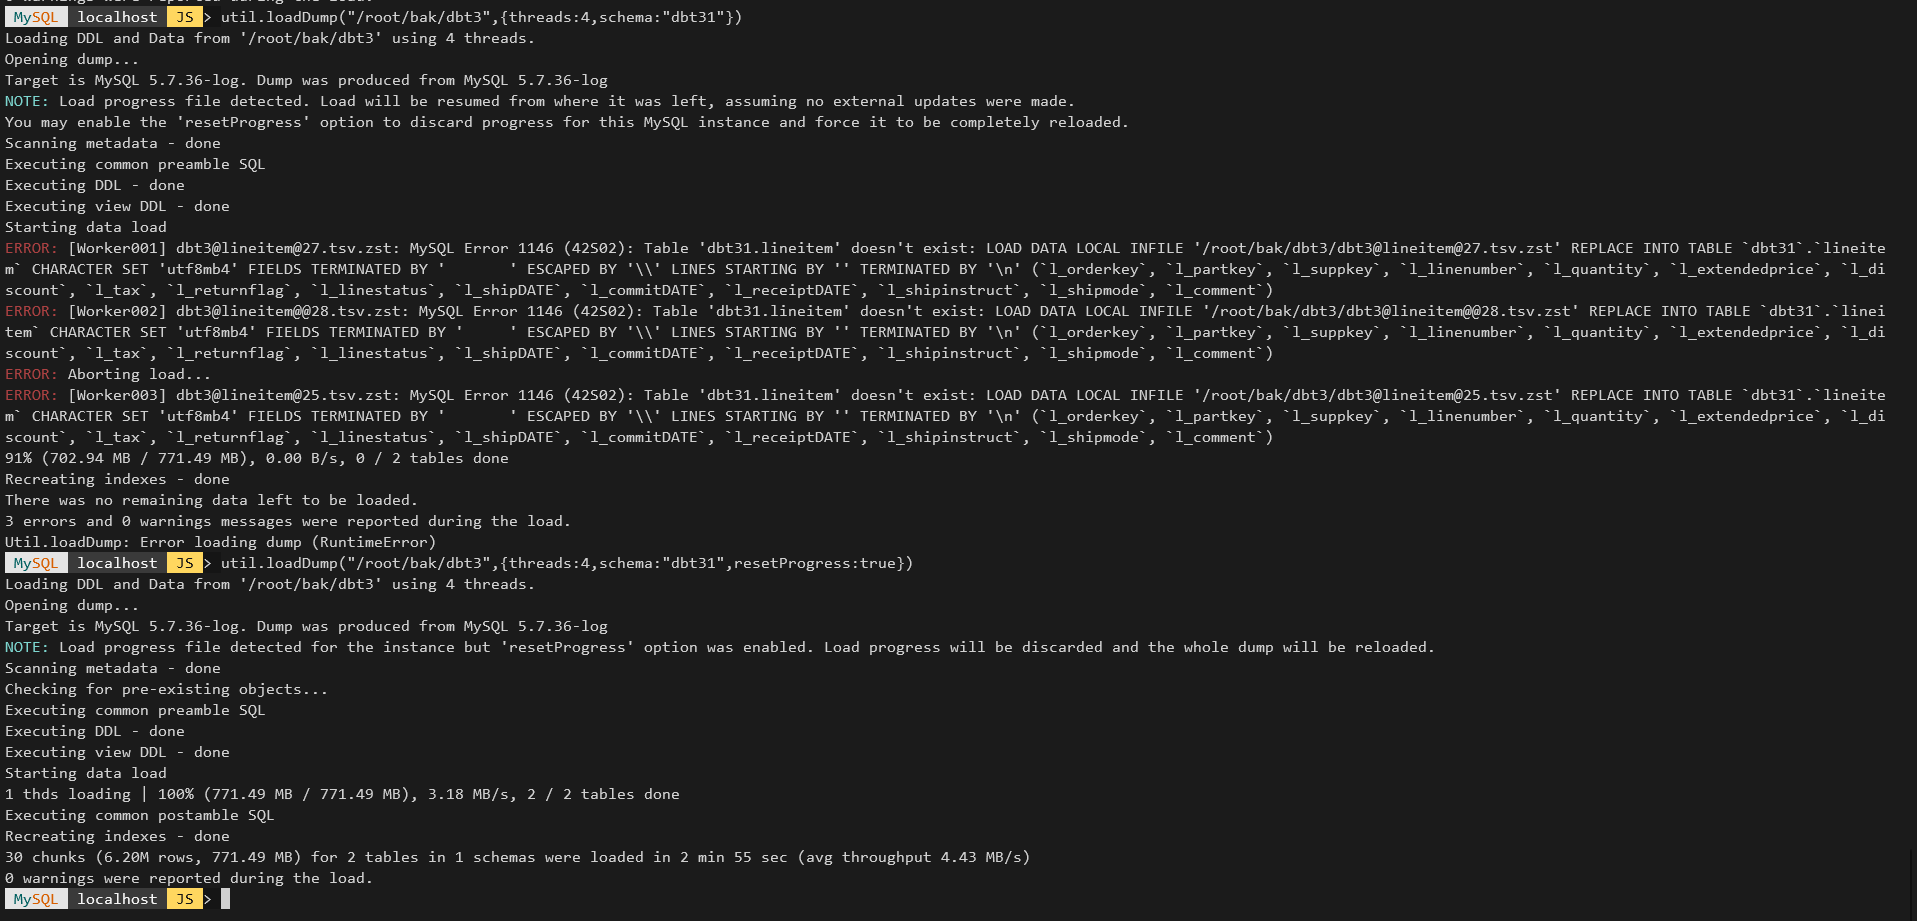 MySQL localhost JS > util.loadDump("/root/bak/dbt3",{threads:4,schema:"dbt31"})
Loading DDL and Data from '/root/bak/dbt3' using 4 threads.
Opening dump...
Target is MySQL 5.7.36-log. Dump was produced from MySQL 5.7.36-log
NOTE: Load progress file detected. Load will be resumed from where it was left, assuming no external updates were made.
You may enable the 'resetProgress' option to discard progress for this MySQL instance and force it to be completely reloaded.
Scanning metadata - done
Executing common preamble SQL
Executing DDL - done
Executing view DDL - done
Starting data load
ERROR: [Worker001] dbt3@lineitem@27.tsv.zst: MySQL Error 1146 (42S02): Table 'dbt31.lineitem' doesn't exist: LOAD DATA LOCAL INFILE '/root/bak/dbt3/dbt3@lineitem@27.tsv.zst' REPLACE INTO TABLE `dbt31`.`lineite
m` CHARACTER SET 'utf8mb4' FIELDS TERMINATED BY '       ' ESCAPED BY '\\' LINES STARTING BY '' TERMINATED BY '\n' (`l_orderkey`, `l_partkey`, `l_suppkey`, `l_linenumber`, `l_quantity`, `l_extendedprice`, `l_di
scount`, `l_tax`, `l_returnflag`, `l_linestatus`, `l_shipDATE`, `l_commitDATE`, `l_receiptDATE`, `l_shipinstruct`, `l_shipmode`, `l_comment`)
ERROR: [Worker002] dbt3@lineitem@@28.tsv.zst: MySQL Error 1146 (42S02): Table 'dbt31.lineitem' doesn't exist: LOAD DATA LOCAL INFILE '/root/bak/dbt3/dbt3@lineitem@@28.tsv.zst' REPLACE INTO TABLE `dbt31`.`linei
tem` CHARACTER SET 'utf8mb4' FIELDS TERMINATED BY '     ' ESCAPED BY '\\' LINES STARTING BY '' TERMINATED BY '\n' (`l_orderkey`, `l_partkey`, `l_suppkey`, `l_linenumber`, `l_quantity`, `l_extendedprice`, `l_di
scount`, `l_tax`, `l_returnflag`, `l_linestatus`, `l_shipDATE`, `l_commitDATE`, `l_receiptDATE`, `l_shipinstruct`, `l_shipmode`, `l_comment`)
ERROR: Aborting load...
ERROR: [Worker003] dbt3@lineitem@25.tsv.zst: MySQL Error 1146 (42S02): Table 'dbt31.lineitem' doesn't exist: LOAD DATA LOCAL INFILE '/root/bak/dbt3/dbt3@lineitem@25.tsv.zst' REPLACE INTO TABLE `dbt31`.`lineite
m` CHARACTER SET 'utf8mb4' FIELDS TERMINATED BY '       ' ESCAPED BY '\\' LINES STARTING BY '' TERMINATED BY '\n' (`l_orderkey`, `l_partkey`, `l_suppkey`, `l_linenumber`, `l_quantity`, `l_extendedprice`, `l_di
scount`, `l_tax`, `l_returnflag`, `l_linestatus`, `l_shipDATE`, `l_commitDATE`, `l_receiptDATE`, `l_shipinstruct`, `l_shipmode`, `l_comment`)
91% (702.94 MB / 771.49 MB), 0.00 B/s, 0 / 2 tables done
Recreating indexes - done
There was no remaining data left to be loaded.
3 errors and 0 warnings messages were reported during the load.
Util.loadDump: Error loading dump (RuntimeError)
MySQL localhost JS > util.loadDump("/root/bak/dbt3",{threads:4,schema:"dbt31",resetProgress:true})
Loading DDL and Data from '/root/bak/dbt3' using 4 threads.
Opening dump...
Target is MySQL 5.7.36-log. Dump was produced from MySQL 5.7.36-log
NOTE: Load progress file detected for the instance but 'resetProgress' option was enabled. Load progress will be discarded and the whole dump will be reloaded.
Scanning metadata - done
Checking for pre-existing objects...
Executing common preamble SQL
Executing DDL - done
Executing view DDL - done
Starting data load
1 thds loading | 100% (771.49 MB / 771.49 MB), 3.18 MB/s, 2 / 2 tables done
Executing common postamble SQL
Recreating indexes - done
30 chunks (6.20M rows, 771.49 MB) for 2 tables in 1 schemas were loaded in 2 min 55 sec (avg throughput 4.43 MB/s)
0 warnings were reported during the load.
MySQL localhost JS >